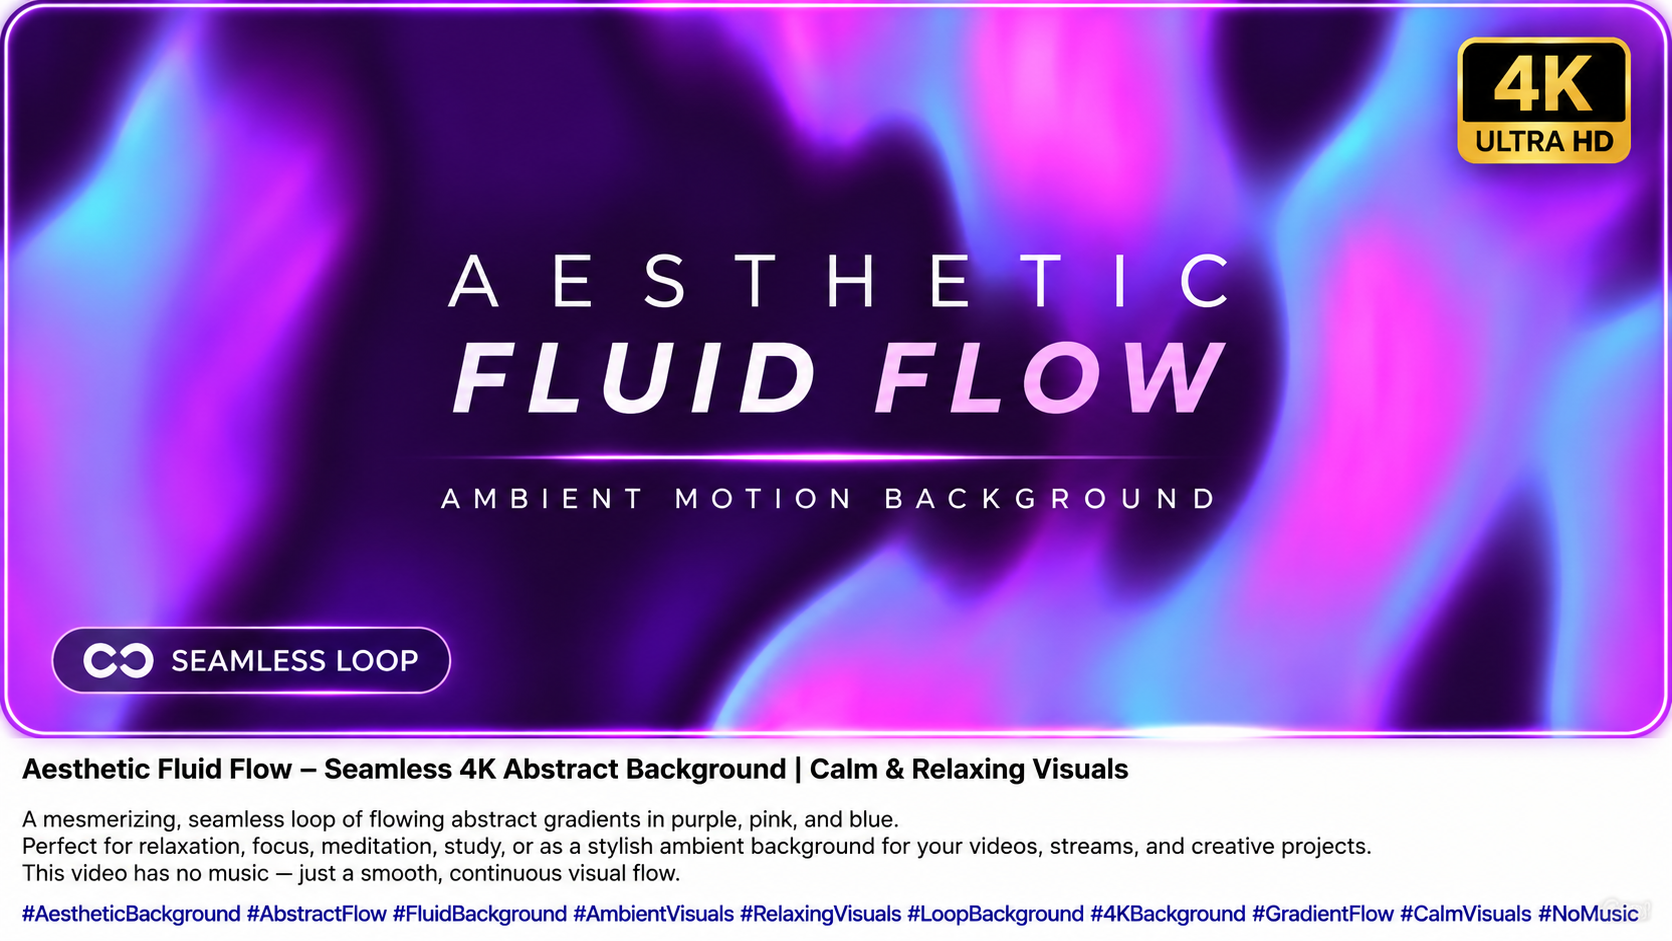 4K
ULTRA HD
AESTHETIC
FLUID FLOW
AMBIENT MOTION BACKGROUND
SEAMLESS LOOP
Aesthetic Fluid Flow – Seamless 4K Abstract Background | Calm & Relaxing Visuals
A mesmerizing, seamless loop of flowing abstract gradients in purple, pink, and blue.
Perfect for relaxation, focus, meditation, study, or as a stylish ambient background for your videos, streams, and creative projects.
This video has no music — just a smooth, continuous visual flow.
#AestheticBackground #AbstractFlow #FluidBackground #AmbientVisuals #RelaxingVisuals #LoopBackground #4KBackground #GradientFlow #CalmVisuals #NoMusic